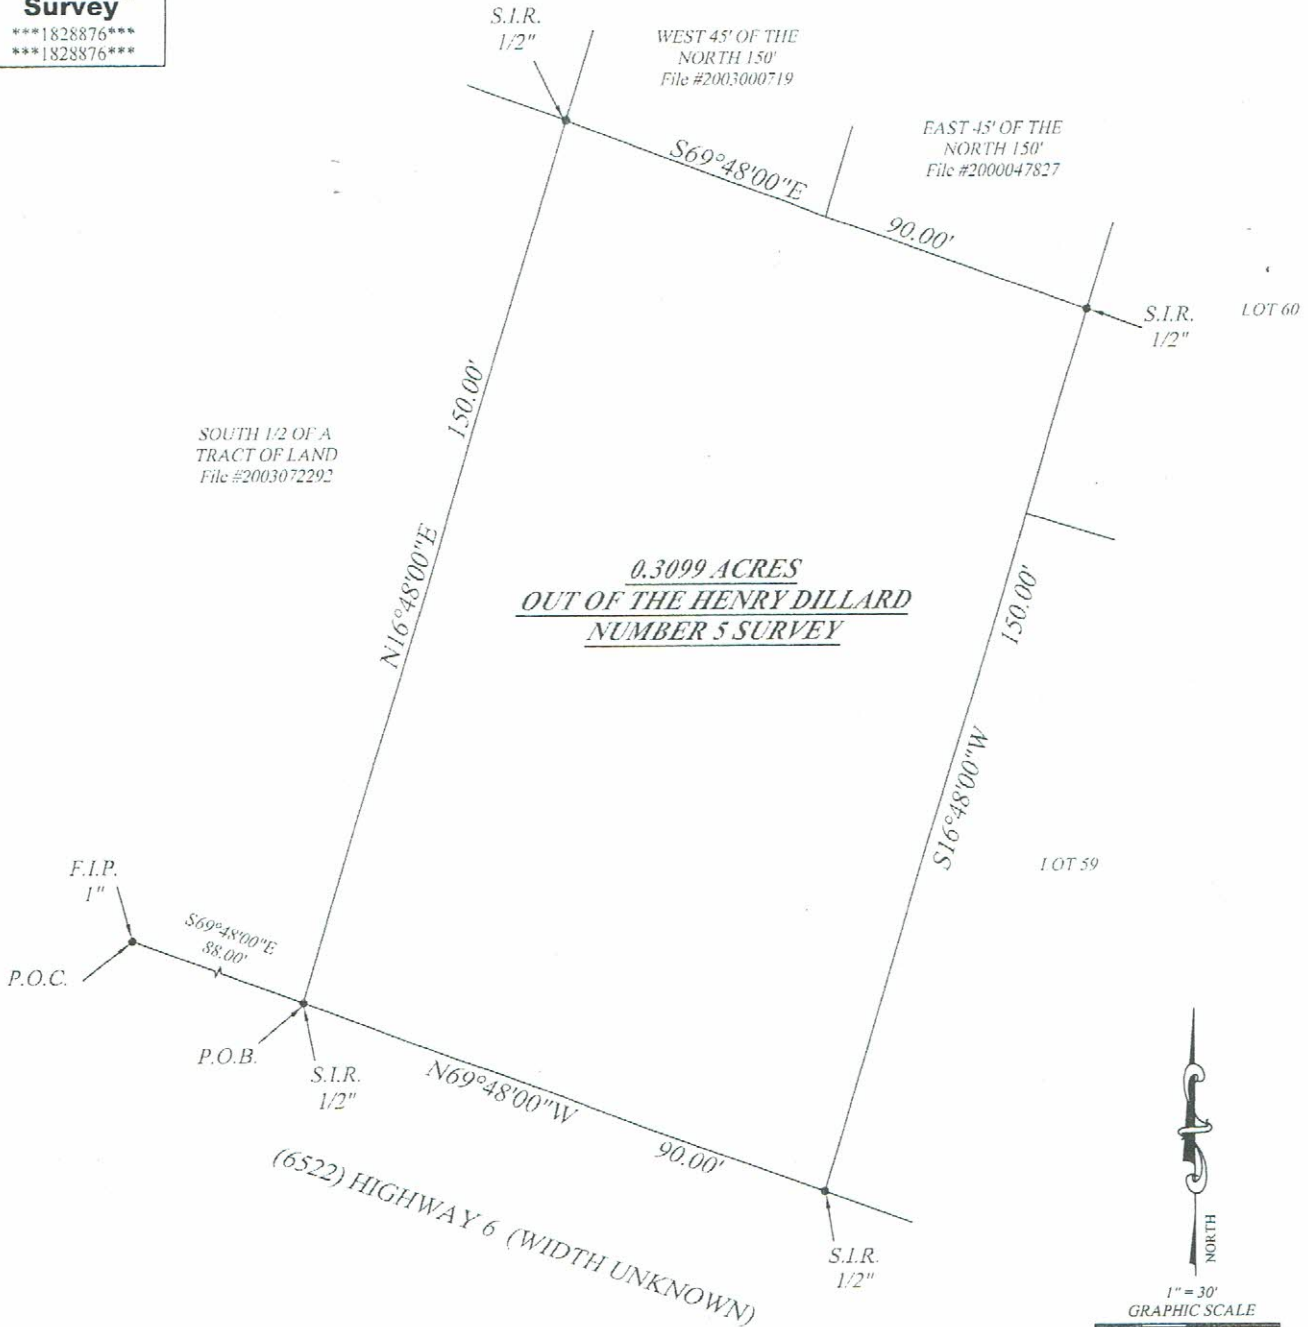 Survey
***1828876***
***1828876***
S.I.R.
1/2"
WEST 45' OF THE
NORTH 150'
File #2003000719
EAST 45' OF THE
NORTH 150'
File #2000047827
S69°48'00"E
90.00'
S.I.R.
1/2"
LOT 60
150.00'
N16°48'00"E
SOUTH 1/2 OF A
TRACT OF LAND
File #2003072292
0.3099 ACRES
OUT OF THE HENRY DILLARD
NUMBER 5 SURVEY
150.00'
S16°48'00"W
LOT 59
F.I.P.
1"
P.O.C.
S69°48'00"E
88.00'
P.O.B.
S.I.R.
1/2"
N69°48'00"W
90.00'
(6522) HIGHWAY 6 (WIDTH UNKNOWN)
S.I.R.
1/2"
NORTH
1" = 30'
GRAPHIC SCALE